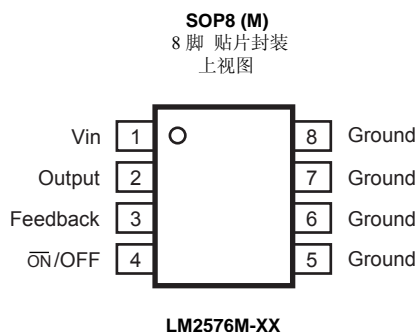 SOP8 (M)
8 脚 贴片封装
上视图
Vin 1 8 Ground
Output 2 7 Ground
Feedback 3 6 Ground
O̅N̅/OFF 4 5 Ground
LM2576M-XX